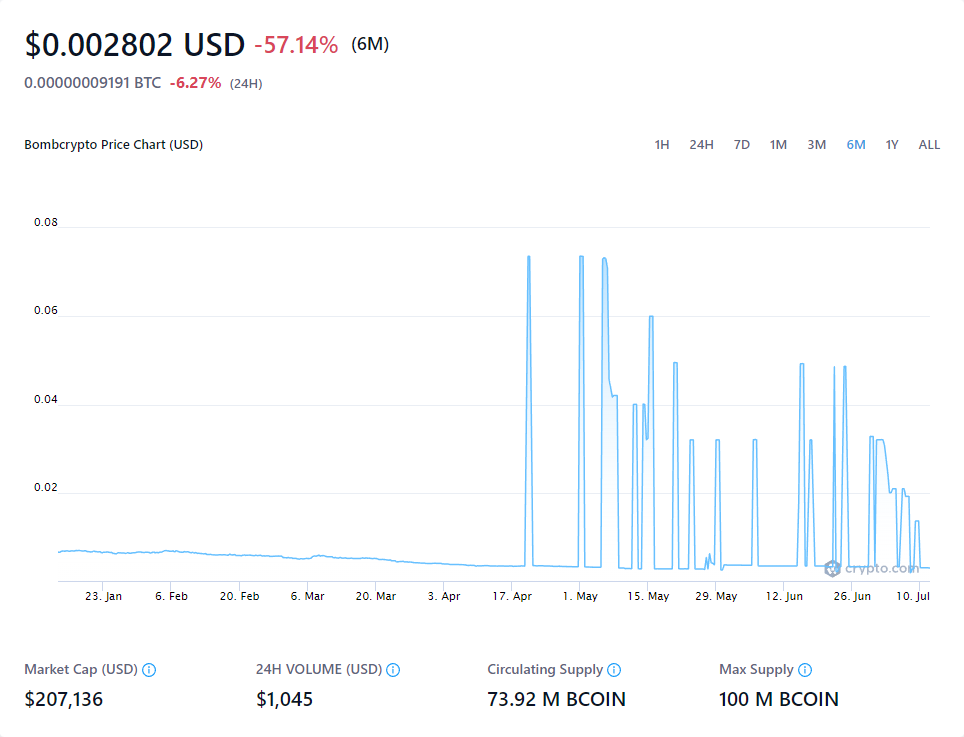 $0.002802 USD -57.14% (6M)
0.00000009191 BTC -6.27% (24H)
Bombcrypto Price Chart (USD) 1H 24H 7D 1M 3M 6M 1Y ALL
0.08
0.06
0.04
0.02
crypto.com
23. Jan 6. Feb 20. Feb 6. Mar 20. Mar 3. Apr 17. Apr 1. May 15. May 29. May 12. Jun 26. Jun 10. Jul
Market Cap (USD) 24H VOLUME (USD) Circulating Supply Max Supply
$207,136 $1,045 73.92 M BCOIN 100 M BCOIN